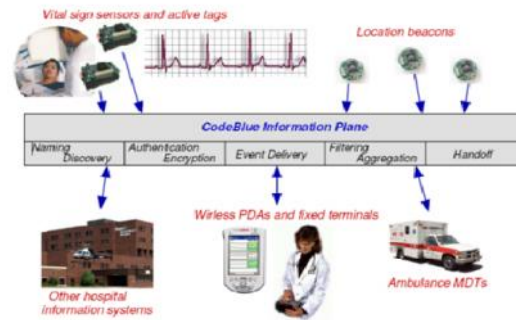 Vital sign sensors and active tags
Location beacons
CodeBlue Information Plane
Naming
Discovery
Authentication
Encryption
Event Delivery
Filtering
Aggregation
Handoff
Wirless PDAs and fixed terminals
Other hospital
information systems
Ambulance MDTs